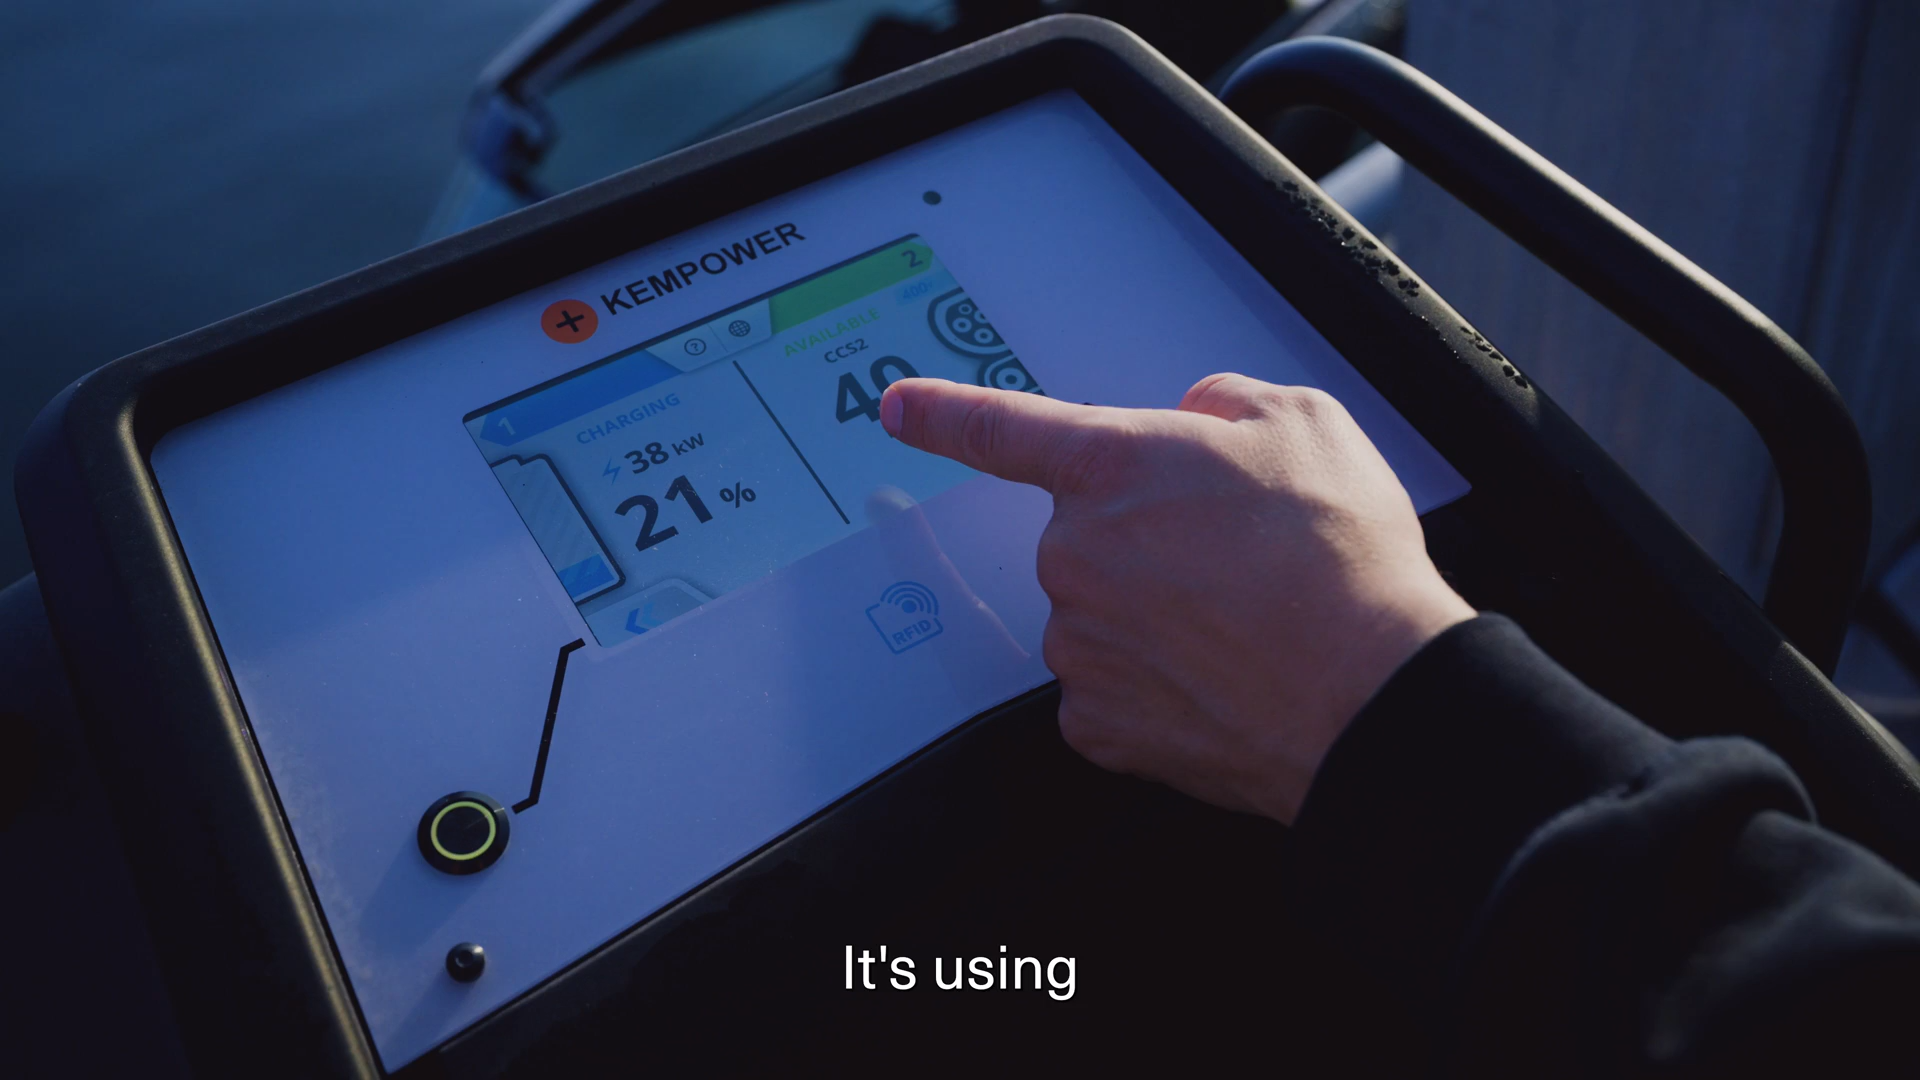 KEMPOWER
1
CHARGING
38 kW
21 %
?
2
AVAILABLE
CCS2
40
RFID
It's using